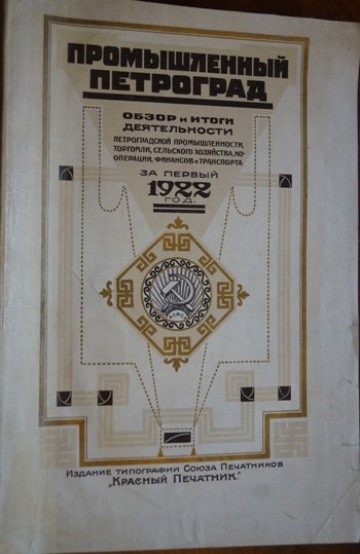 ПРОМЫШЛЕННЫЙ
ПЕТРОГРАД
ОБЗОР и ИТОГИ
ДЕЯТЕЛЬНОСТИ
ПЕТРОГРАДСКОЙ ПРОМЫШЛЕННОСТИ,
ТОРГОВЛИ, СЕЛЬСКОГО ХОЗЯЙСТВА, КО-
ОПЕРАЦИИ, ФИНАНСОВ и ТРАНСПОРТА
ЗА ПЕРВЫЙ
1922
ГОД.
Издание типографии Союза Печатников
„Красный Печатник"